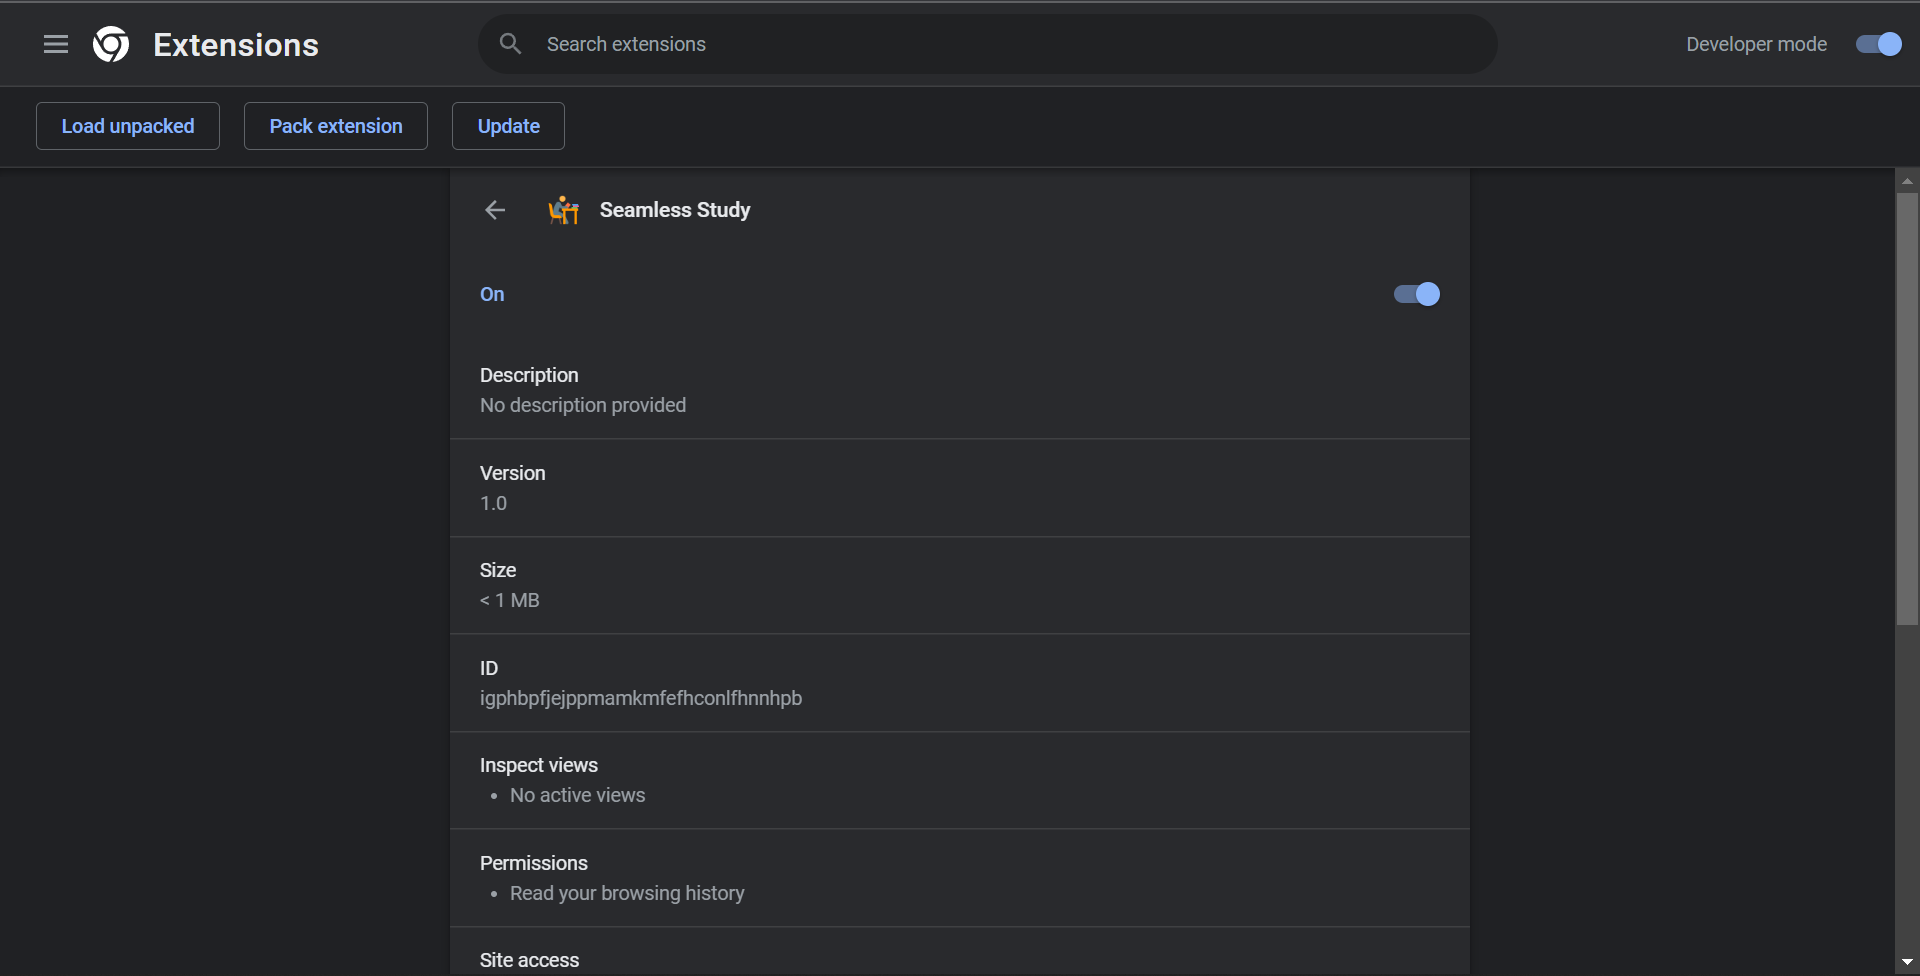 Extensions
Search extensions
Developer mode
Load unpacked
Pack extension
Update
Seamless Study
On
Description
No description provided
Version
1.0
Size
< 1 MB
ID
igphbpfjejppmamkmfefhconlfhnnhpb
Inspect views
• No active views
Permissions
• Read your browsing history
Site access